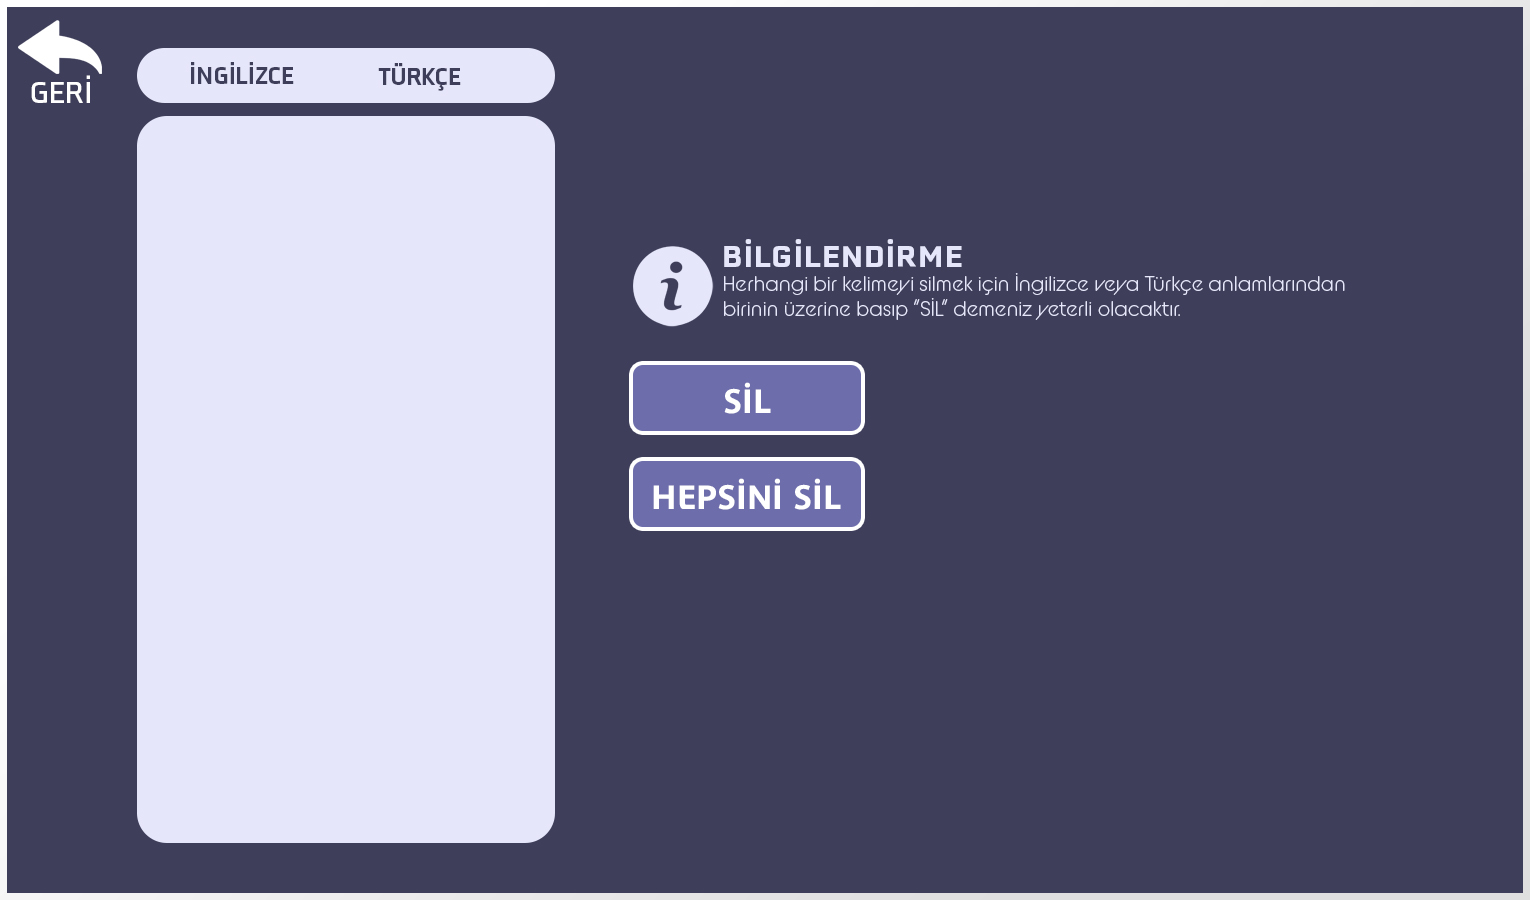 GERİ
İNGİLİZCE TÜRKÇE
BİLGİLENDİRME
Herhangi bir kelimeyi silmek için İngilizce veya Türkçe anlamlarından
birinin üzerine basıp "SİL" demeniz yeterli olacaktır.
SİL
HEPSİNİ SİL